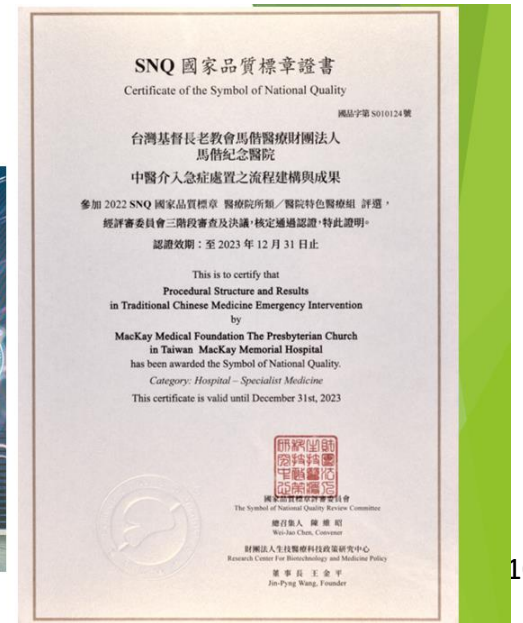 SNQ 國家品質標章證書
Certificate of the Symbol of National Quality
國品字第 S010124 號
台灣基督長老教會馬偕醫療財團法人
馬偕紀念醫院
中醫介入急症處置之流程建構與成果
參加 2022 SNQ 國家品質標章 醫療院所類／醫院特色醫療組 評選，
經評審委員會三階段審查及決議，核定通過認證，特此證明。
認證效期：至 2023 年 12 月 31 日止
This is to certify that
Procedural Structure and Results
in Traditional Chinese Medicine Emergency Intervention
by
MacKay Medical Foundation The Presbyterian Church
in Taiwan MacKay Memorial Hospital
has been awarded the Symbol of National Quality.
Category: Hospital – Specialist Medicine
This certificate is valid until December 31st, 2023
國家品質標章評審委員會
The Symbol of National Quality Review Committee
總召集人 陳維昭
Wei-Jao Chen, Convener
財團法人生技醫療科技政策研究中心
Research Center For Biotechnology and Medicine Policy
董事長 王金平
Jin-Pyng Wang, Founder